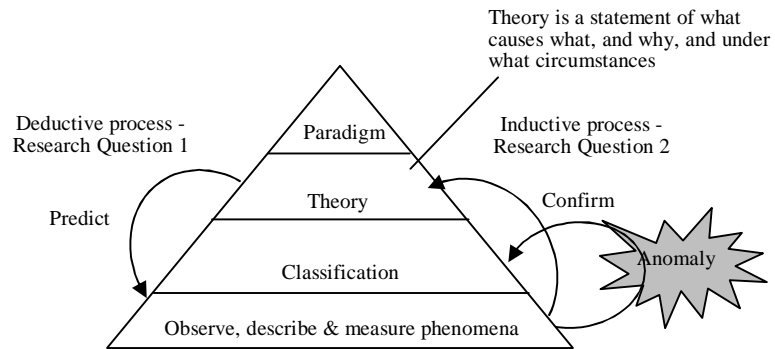 Theory is a statement of what
causes what, and why, and under
what circumstances
Deductive process -
Research Question 1
Inductive process -
Research Question 2
Paradigm
Predict
Theory
Confirm
Anomaly
Classification
Observe, describe & measure phenomena